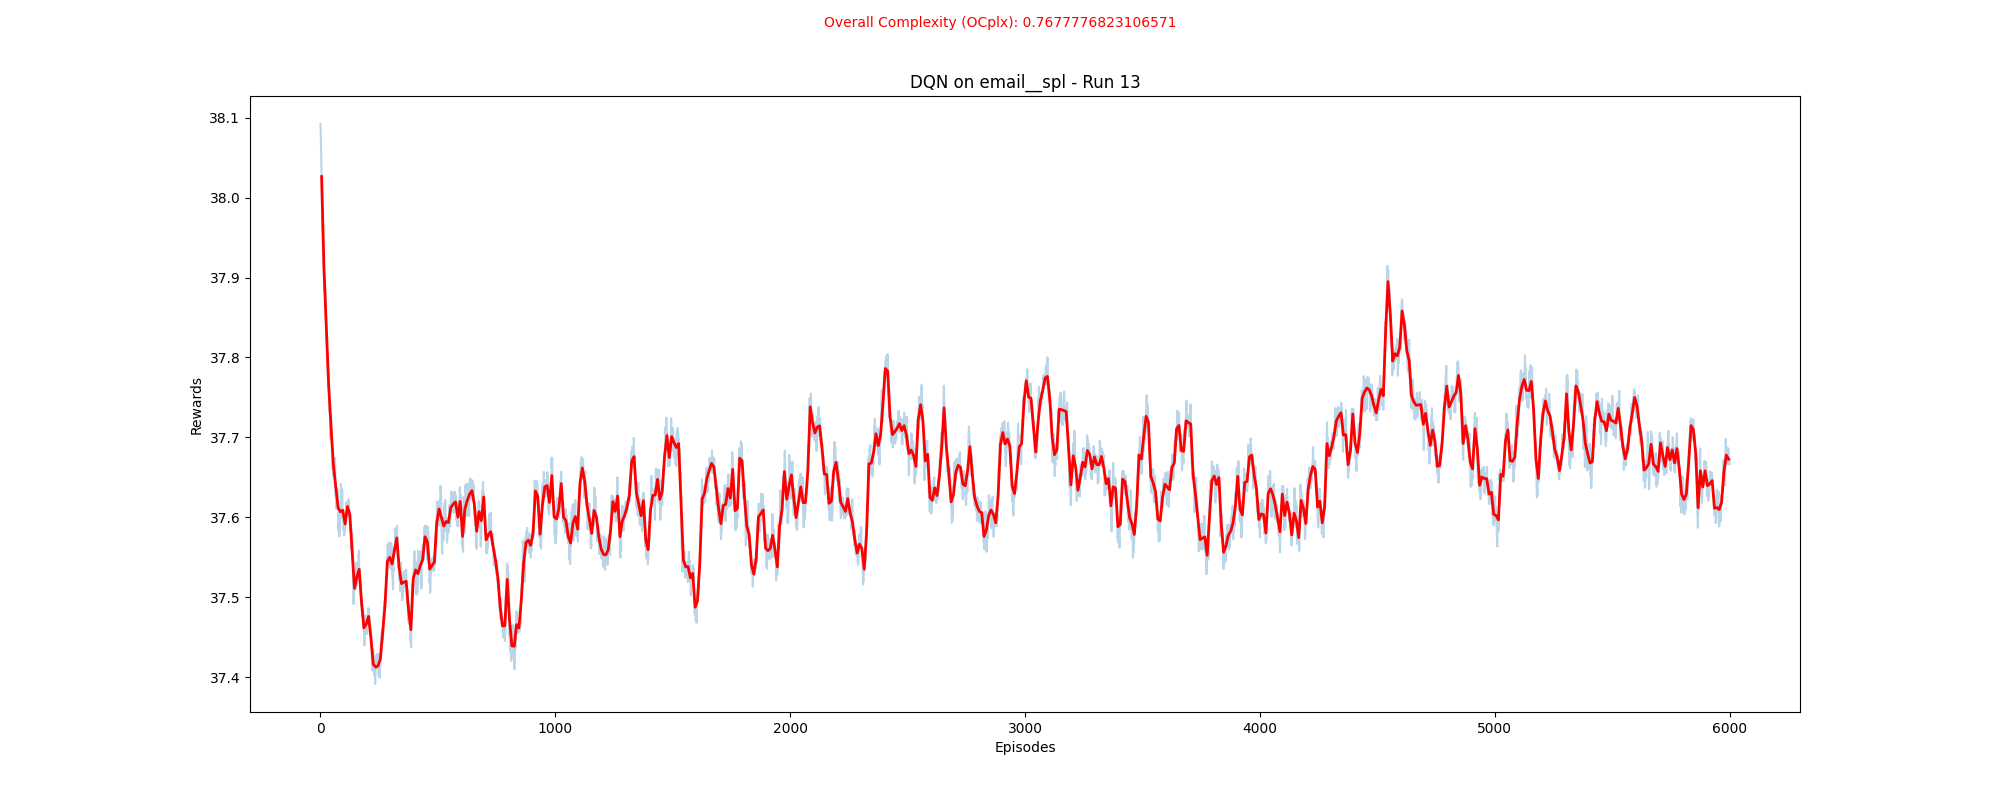 Overall Complexity (OCplx): 0.7677776823106571
DQN on email__spl - Run 13
38.1
38.0
37.9
37.8
37.7
37.6
37.5
37.4
Rewards
0 1000 2000 3000 4000 5000 6000
Episodes